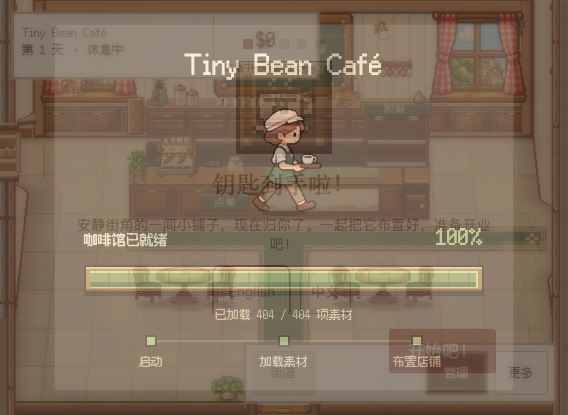 Tiny Bean Café
第 1 天 · 休息中
$0
Tiny Bean Café
钥匙到手啦！
点单
安静街角的一间小铺子，现在归你了。一起把它布置好，准备开业吧！
咖啡馆已就绪
100%
English
中文
已加载 404 / 404 项素材
启动
加载素材
布置店铺
开始吧！
管理
更多